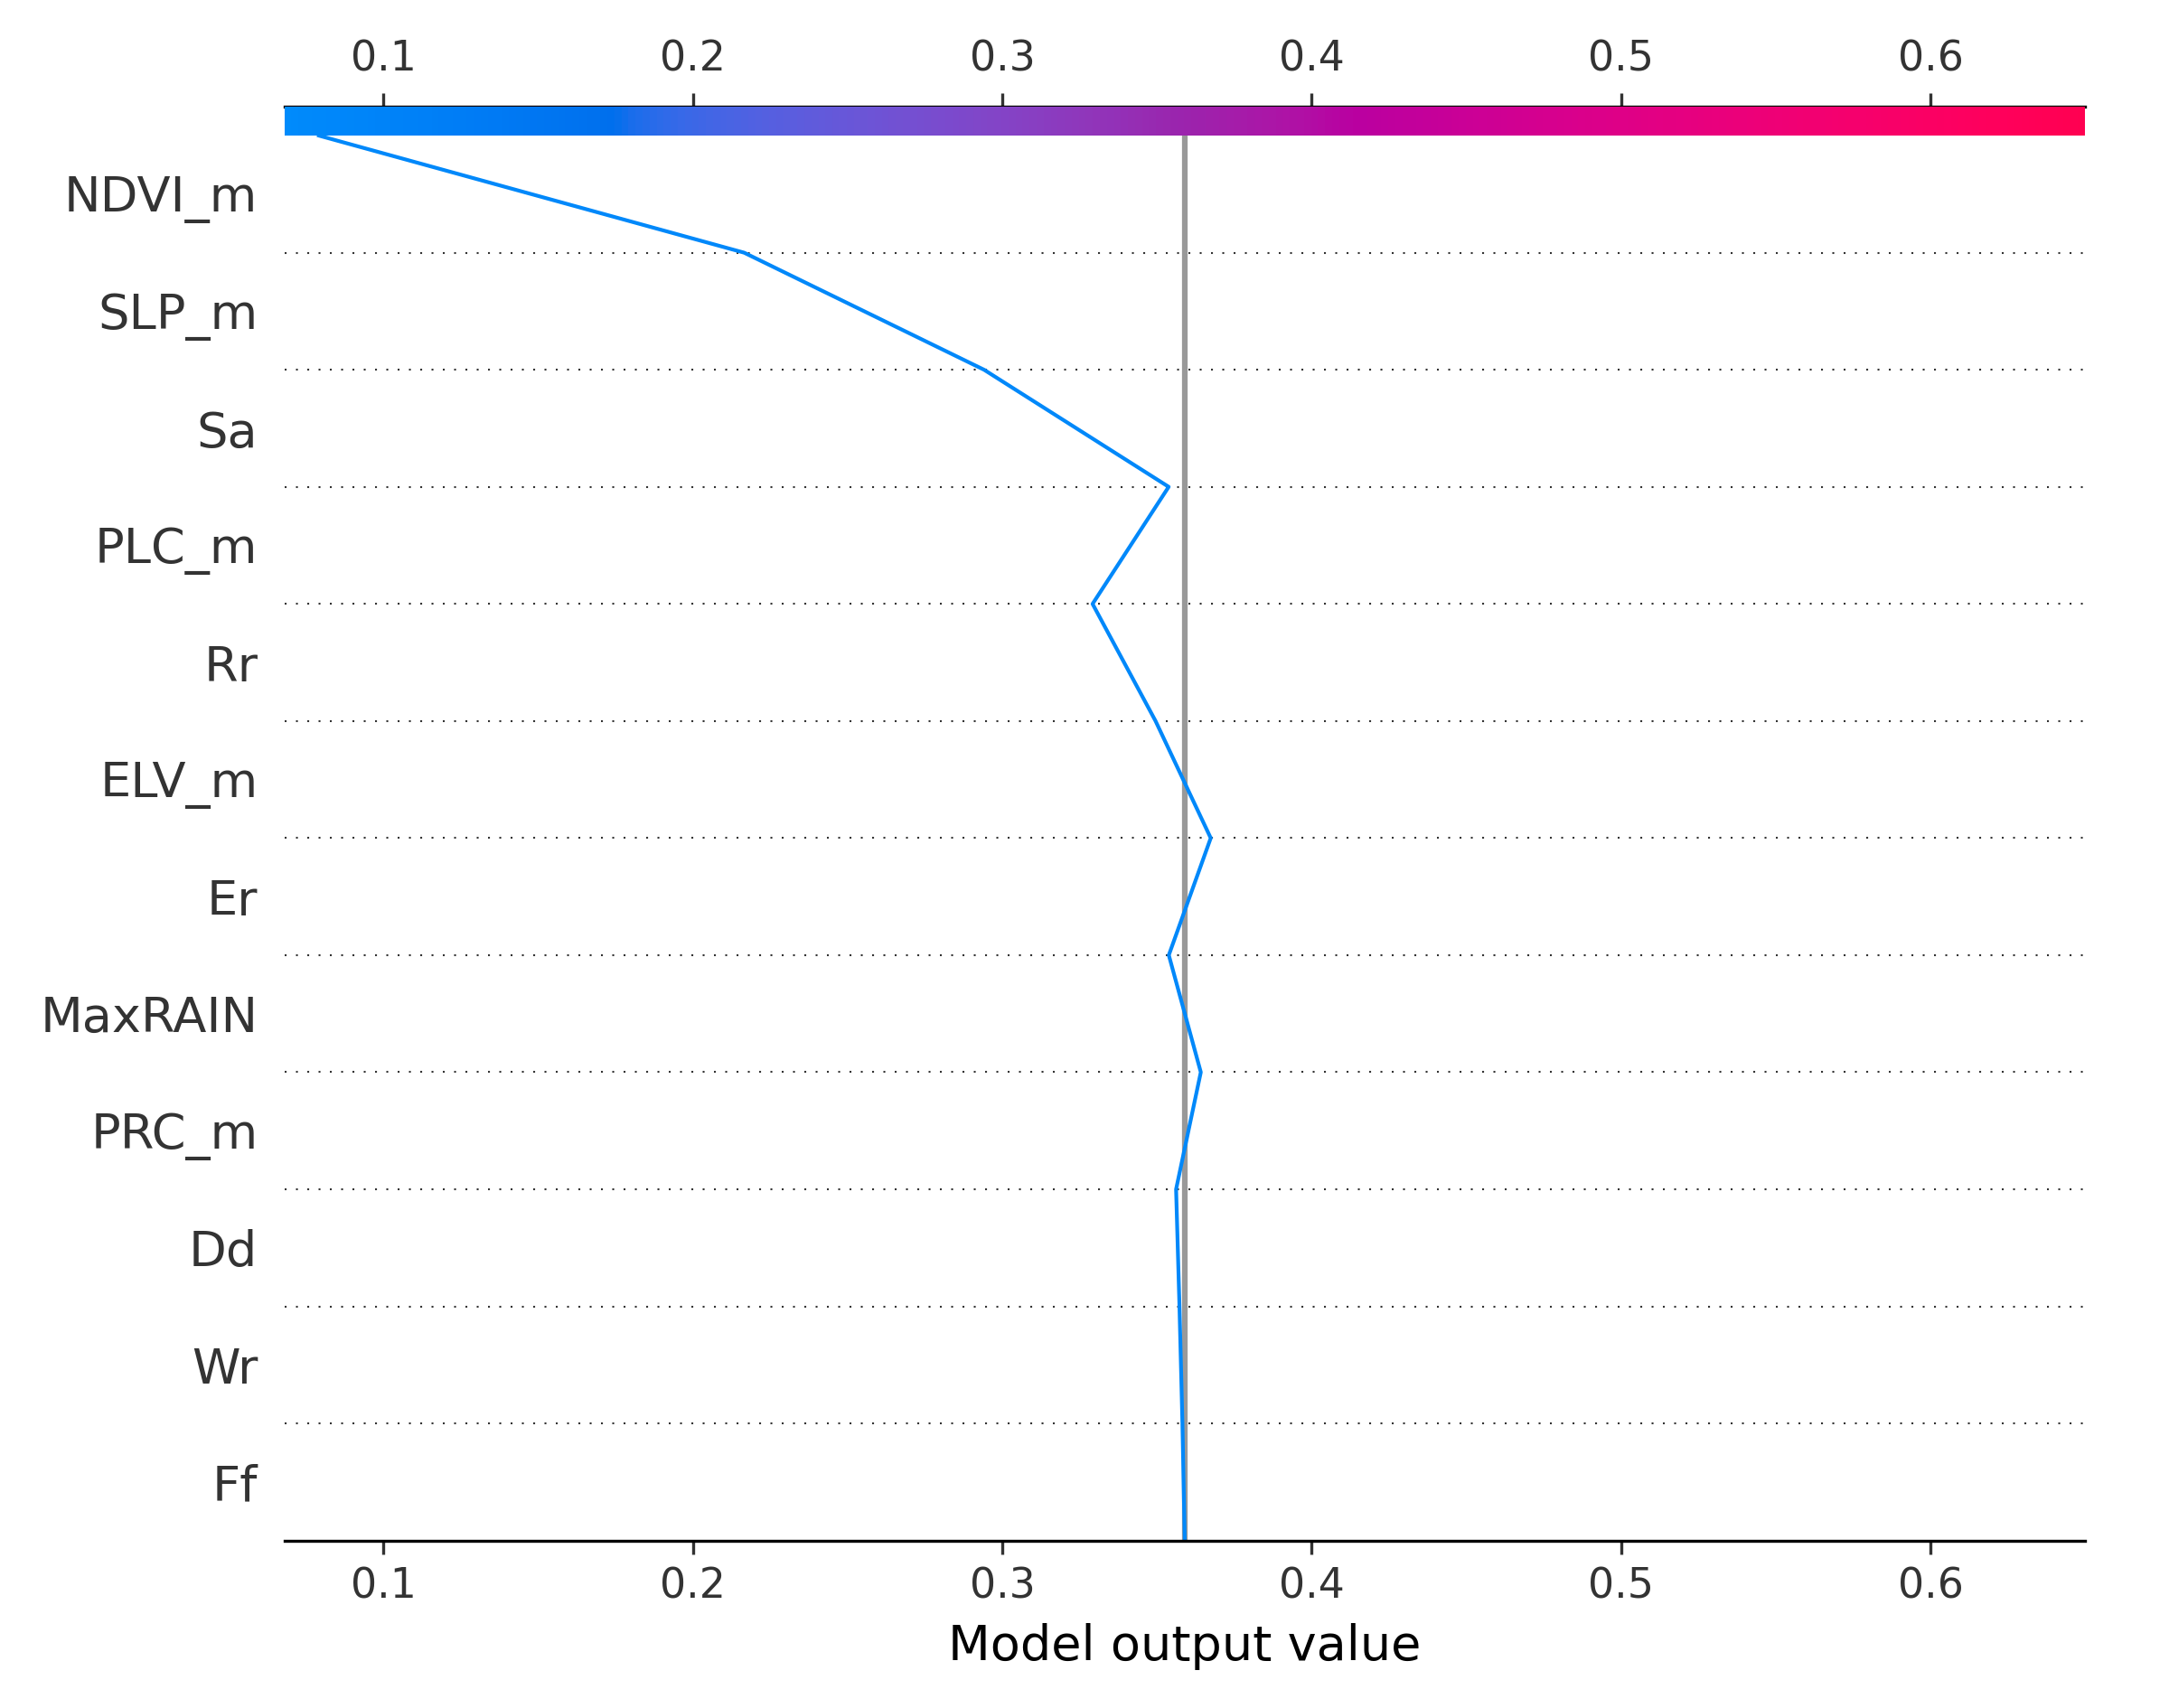 0.1 0.2 0.3 0.4 0.5 0.6
NDVI_m
SLP_m
Sa
PLC_m
Rr
ELV_m
Er
MaxRAIN
PRC_m
Dd
Wr
Ff
0.1 0.2 0.3 0.4 0.5 0.6
Model output value